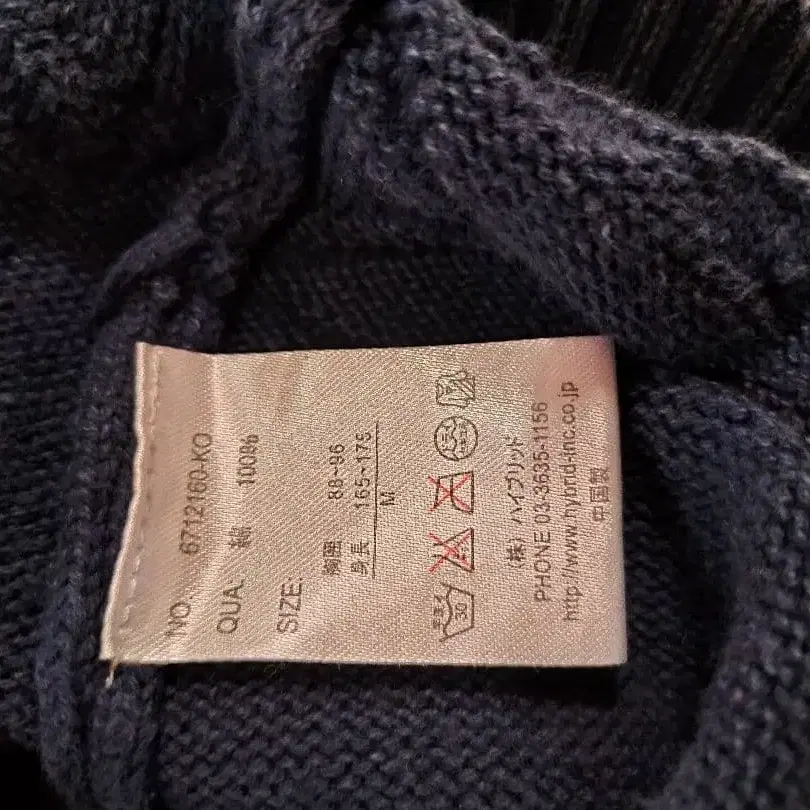 NO. 6712160-KO
QUA. 綿 100%
SIZE:
胸囲 88~96
身長 165~175
M
30
(株) ハイブリッド
PHONE 03-3635-1156
http://www.hybrid-inc.co.jp
中国製